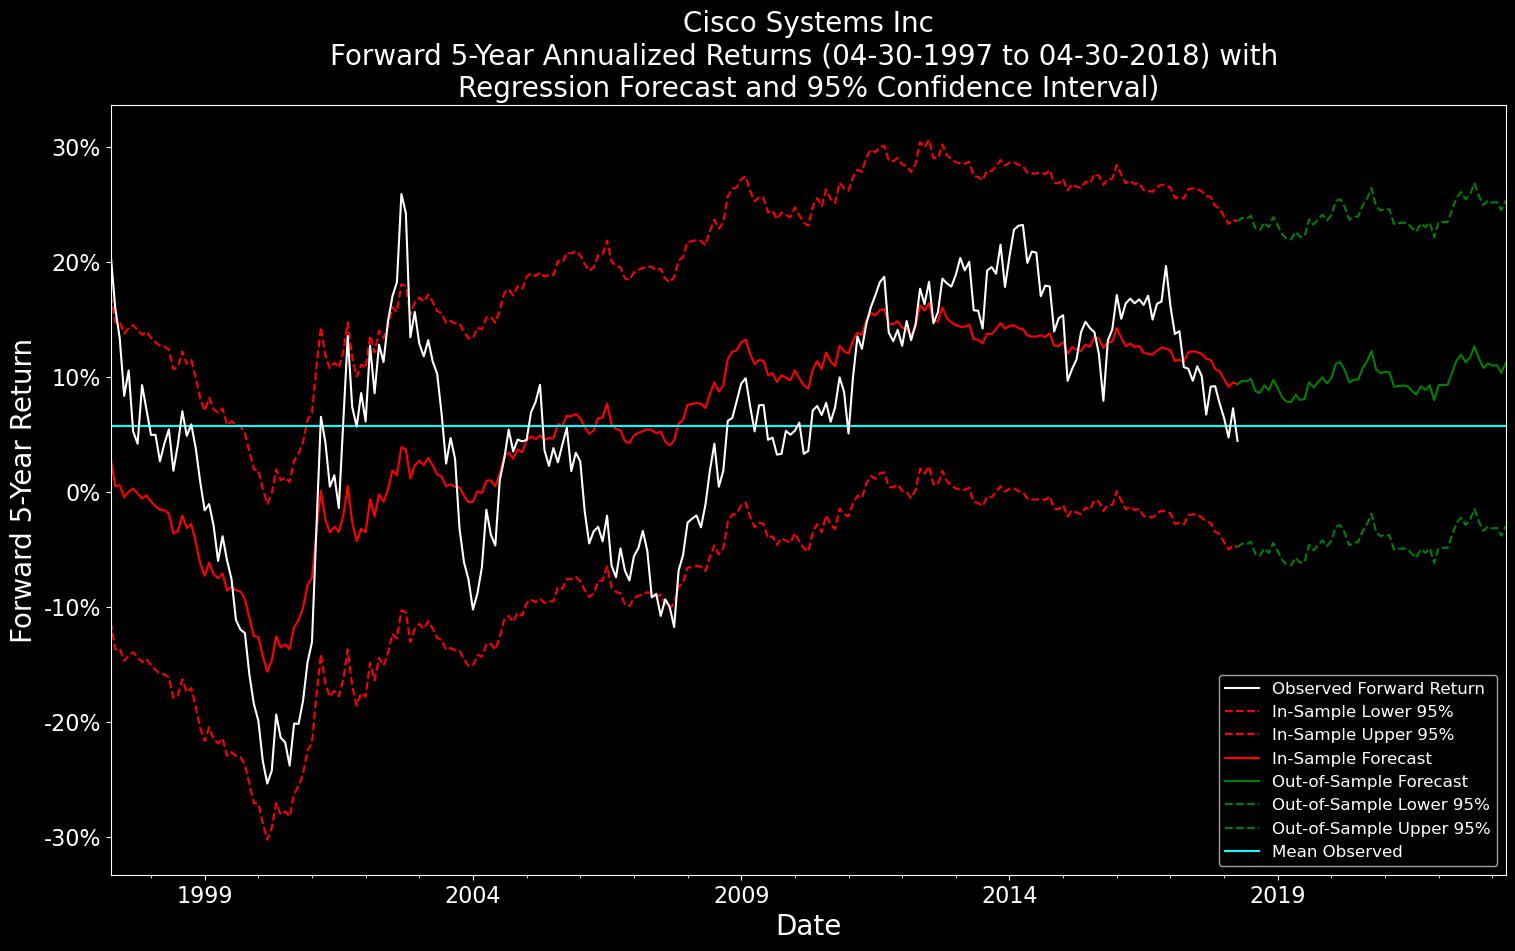 Cisco Systems Inc
Forward 5-Year Annualized Returns (04-30-1997 to 04-30-2018) with
Regression Forecast and 95% Confidence Interval)
Forward 5-Year Return
30%
20%
10%
0%
-10%
-20%
-30%
Observed Forward Return
In-Sample Lower 95%
In-Sample Upper 95%
In-Sample Forecast
Out-of-Sample Forecast
Out-of-Sample Lower 95%
Out-of-Sample Upper 95%
Mean Observed
1999 2004 2009 2014 2019
Date